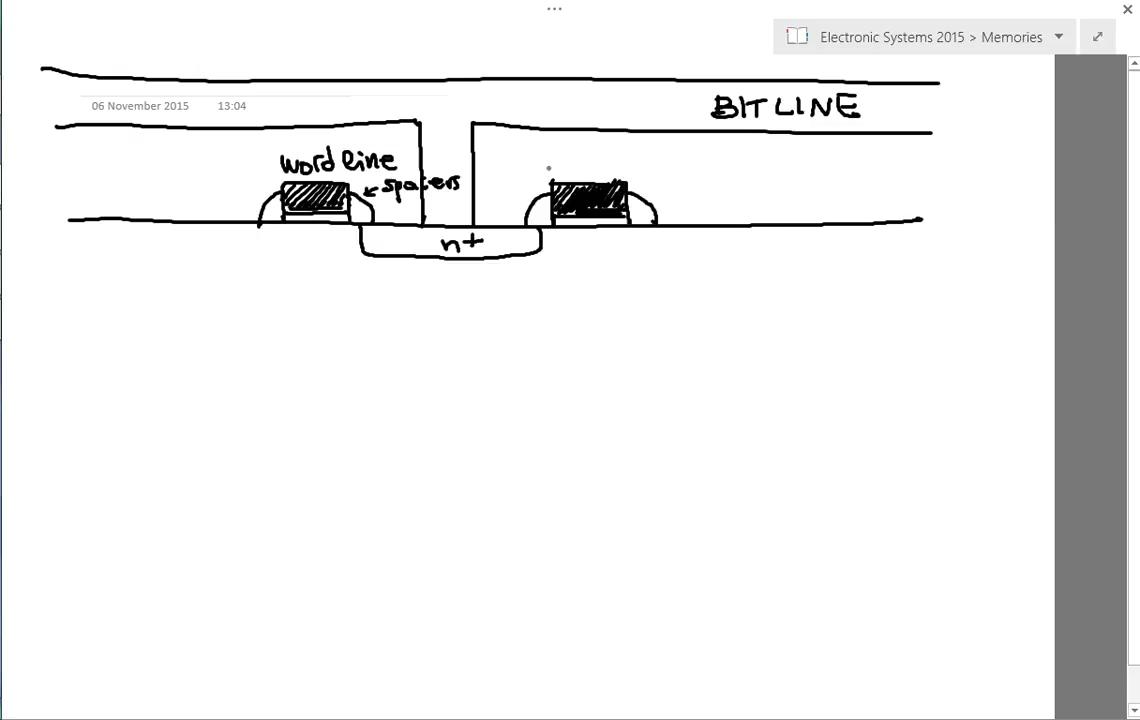 Electronic Systems 2015 > Memories
06 November 2015 13:04
BITLINE
word line
spacers
n+